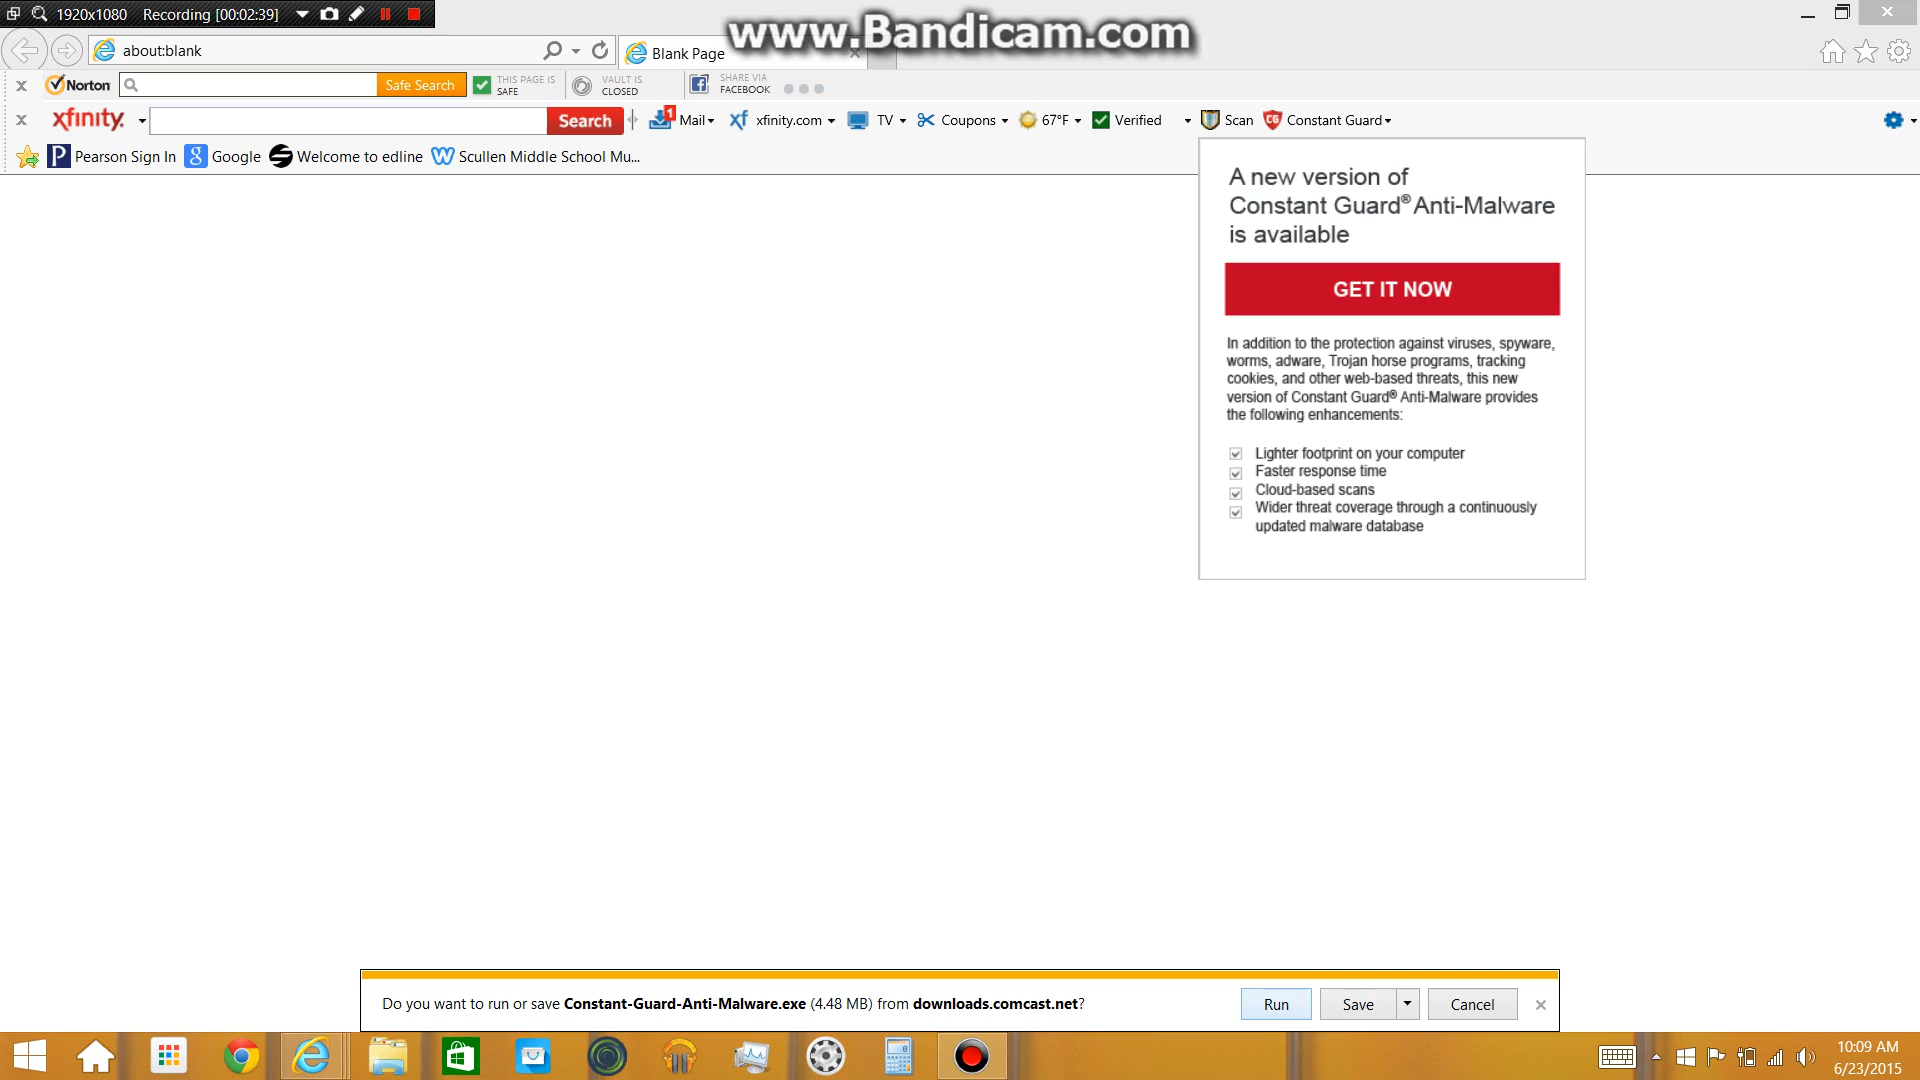 1920x1080 Recording [00:02:39]
www.Bandicam.com
about:blank
Blank Page
Norton
Safe Search
THIS PAGE IS
SAFE
VAULT IS
CLOSED
SHARE VIA
FACEBOOK
xfinity.
Search
1
Mail
xf
xfinity.com
TV
Coupons
67°F
Verified
Scan
CG
Constant Guard
P
Pearson Sign In
g
Google
Welcome to edline
W
Scullen Middle School Mu...
A new version of
Constant Guard® Anti-Malware
is available
GET IT NOW
In addition to the protection against viruses, spyware,
worms, adware, Trojan horse programs, tracking
cookies, and other web-based threats, this new
version of Constant Guard® Anti-Malware provides
the following enhancements:
Lighter footprint on your computer
Faster response time
Cloud-based scans
Wider threat coverage through a continuously
updated malware database
Do you want to run or save Constant-Guard-Anti-Malware.exe (4.48 MB) from downloads.comcast.net?
Run
Save
Cancel
10:09 AM
6/23/2015